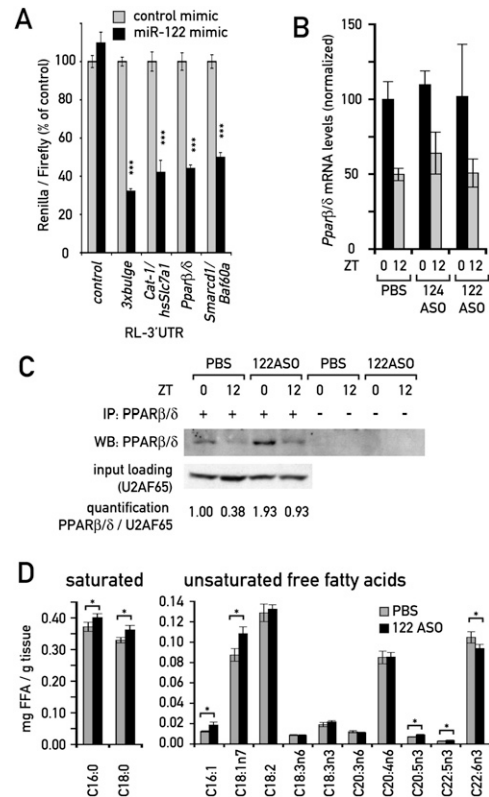 A
control mimic
miR-122 mimic
Renilla / Firefly (% of control)
120
100
80
60
40
20
0
***
***
***
***
control
3xbulge
Cat-1/
hsSlc7a1
Pparβ/δ
Smarcd1/
Baf60a
RL-3'UTR
B
Pparβ/δ mRNA levels (normalized)
150
100
50
0
ZT 0 12 0 12 0 12
PBS 124 ASO 122 ASO
C
PBS 122ASO PBS 122ASO
ZT 0 12 0 12 0 12 0 12
IP: PPARβ/δ + + + + - - - -
WB: PPARβ/δ
input loading
(U2AF65)
quantification
PPARβ/δ / U2AF65 1.00 0.38 1.93 0.93
D
saturated unsaturated free fatty acids
mg FFA / g tissue
0.40
0.30
0.20
0.10
0.00
* *
C16:0 C18:0
0.14
0.12
0.10
0.08
0.06
0.04
0.02
0.00
* * * * *
PBS
122 ASO
C16:1 C18:1n7 C18:2 C18:3n6 C18:3n3 C20:3n6 C20:4n6 C20:5n3 C22:5n3 C22:6n3